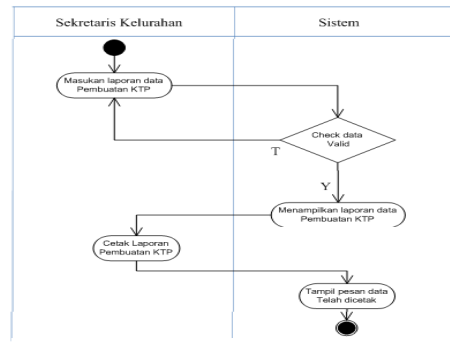 Sekretaris Kelurahan
Sistem
Masukan laporan data
Pembuatan KTP
Check data
Valid
T
Y
Menampilkan laporan data
Pembuatan KTP
Cetak Laporan
Pembuatan KTP
Tampil pesan data
Telah dicetak